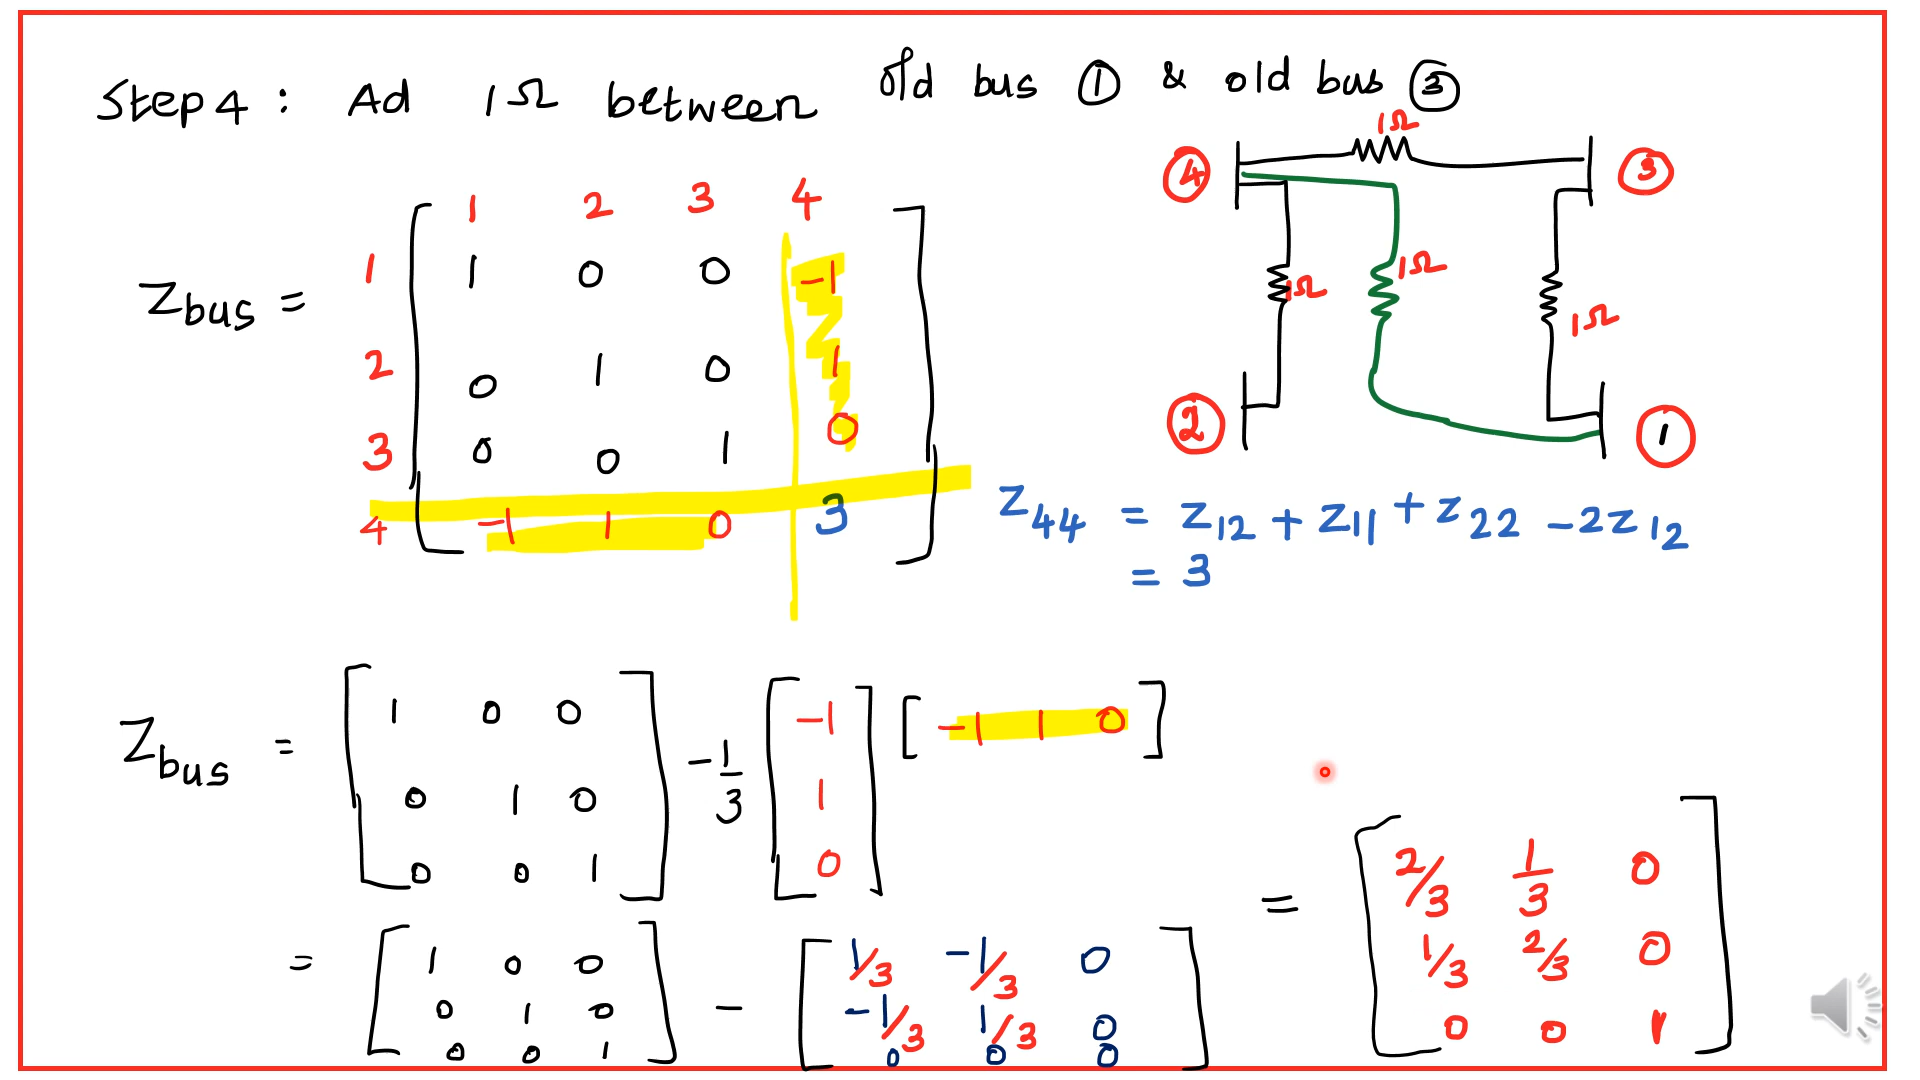 Step 4 : Ad 1Ω between old bus ① & old bus ③
1Ω
④ ③
1 2 3 4
1 1 0 0 -1
1Ω 1Ω
Zbus =
1Ω
2 0 1 0 1
3 0 0 1 0
② ①
4 -1 1 0 3
Z44 = Z12 + Z11 + Z22 - 2Z12
= 3
Zbus = [1 0 0 0 1 0 0 0 1] - 1/3 [-1 1 0] [-1 1 0]
= [1 0 0 0 1 0 0 0 1] - [1/3 -1/3 0 -1/3 1/3 0 0 0 0] = [2/3 1/3 0 1/3 2/3 0 0 0 1]